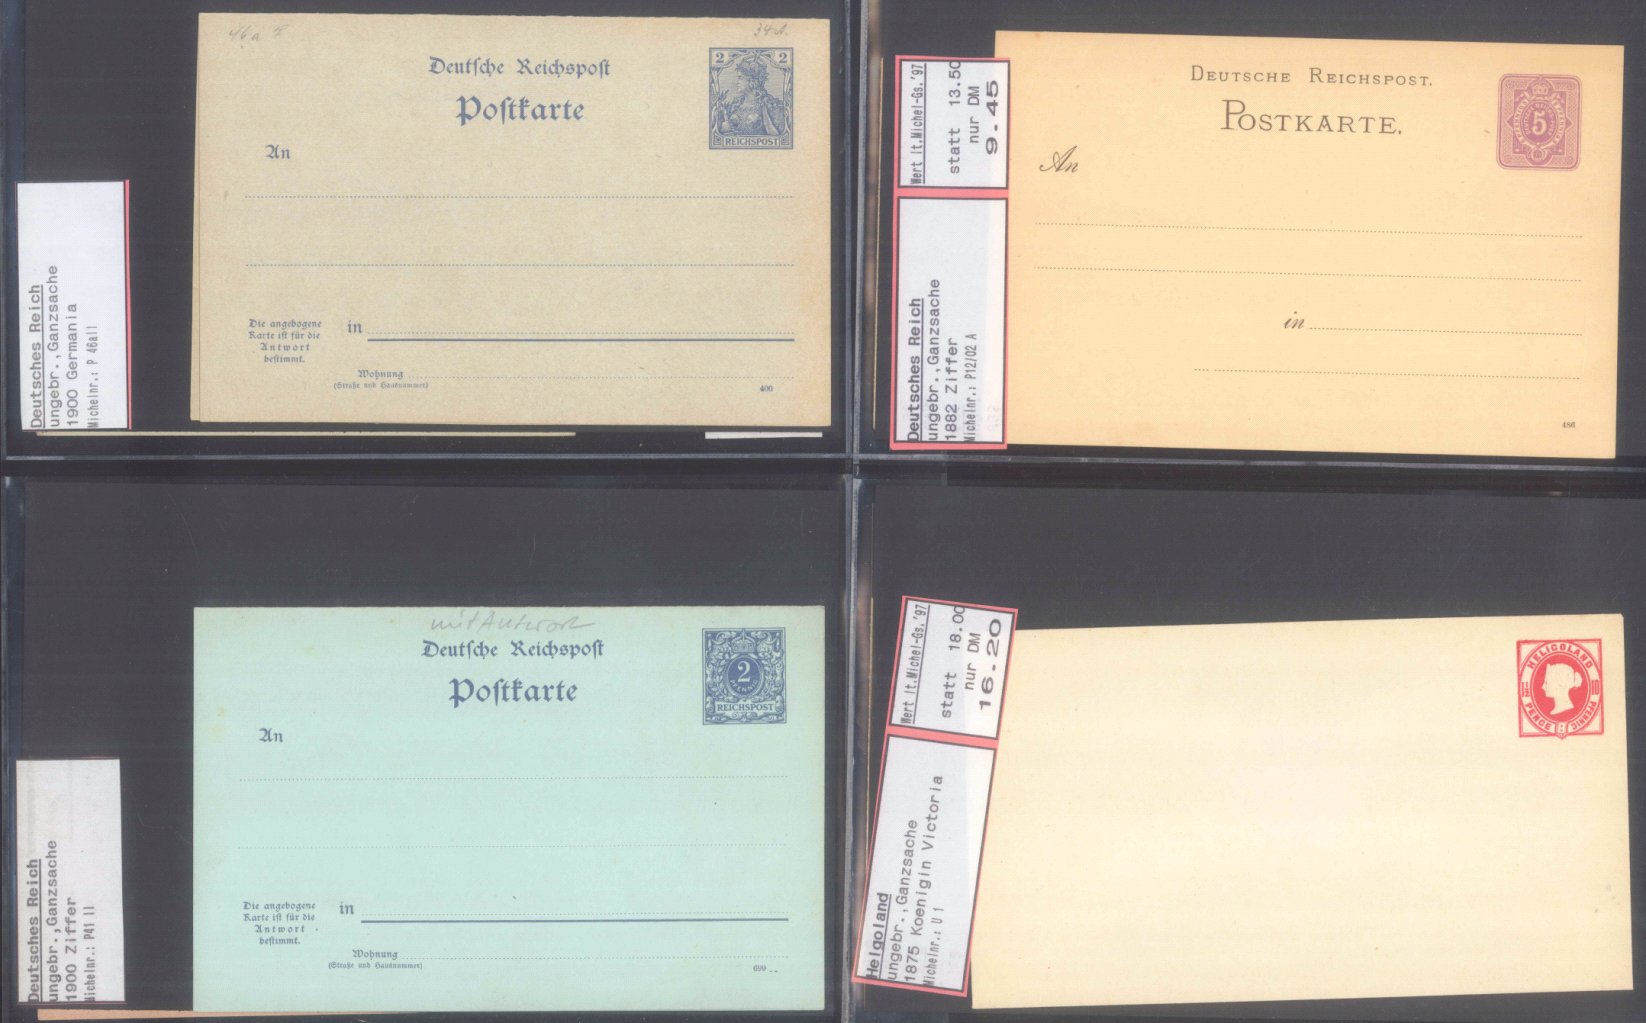 46a
34.A.
Deutsche Reichspost
Postkarte
2 2
REICHSPOST
An
Die angebogene
Karte ist für die
Antwort
bestimmt.
in
Wohnung
(Straße und Hausnummer)
400
Deutsches Reich
ungebr.,Ganzsache
1900 Germania
Michelnr.: P 46aII
Wert lt.Michel-Gs.'97
statt 13.50
nur DM
9.45
Deutsches Reich
ungebr.,Ganzsache
1882 Ziffer
Michelnr.: P12/02 A
DEUTSCHE REICHSPOST.
POSTKARTE.
5
An
in
486
mit Antwort
Deutsche Reichspost
Postkarte
2
PFENNIG
REICHSPOST
An
Die angebogene
Karte ist für die
Antwort
bestimmt.
in
Wohnung
(Straße und Hausnummer)
699
Deutsches Reich
ungebr.,Ganzsache
1900 Ziffer
Michelnr.: P41 II
Wert lt.Michel-Gs.'97
statt 18.00
nur DM
16.20
Helgoland
ungebr.,Ganzsache
1875 Koenigin Victoria
Michelnr.: U 1
HELIGOLAND
PENCE
PFENNIG